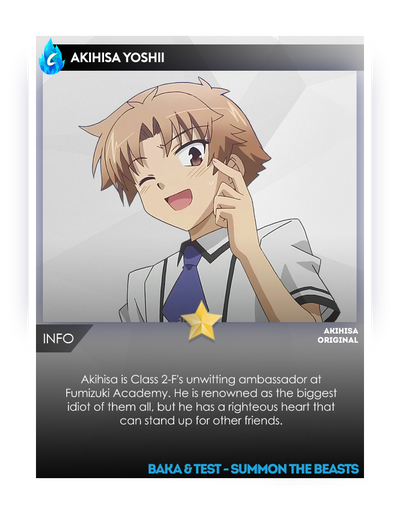 C
AKIHISA YOSHII
AKIHISA
ORIGINAL
INFO
Akihisa is Class 2-F's unwitting ambassador at
Fumizuki Academy. He is renowned as the biggest
idiot of them all, but he has a righteous heart that
can stand up for other friends.
BAKA & TEST - SUMMON THE BEASTS